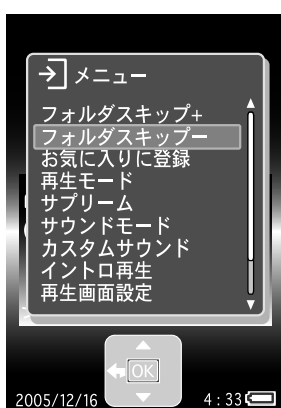 メニュー
フォルダスキップ+
フォルダスキップー
お気に入りに登録
再生モード
サプリーム
サウンドモード
カスタムサウンド
イントロ再生
再生画面設定
OK
2005/12/16
4:33